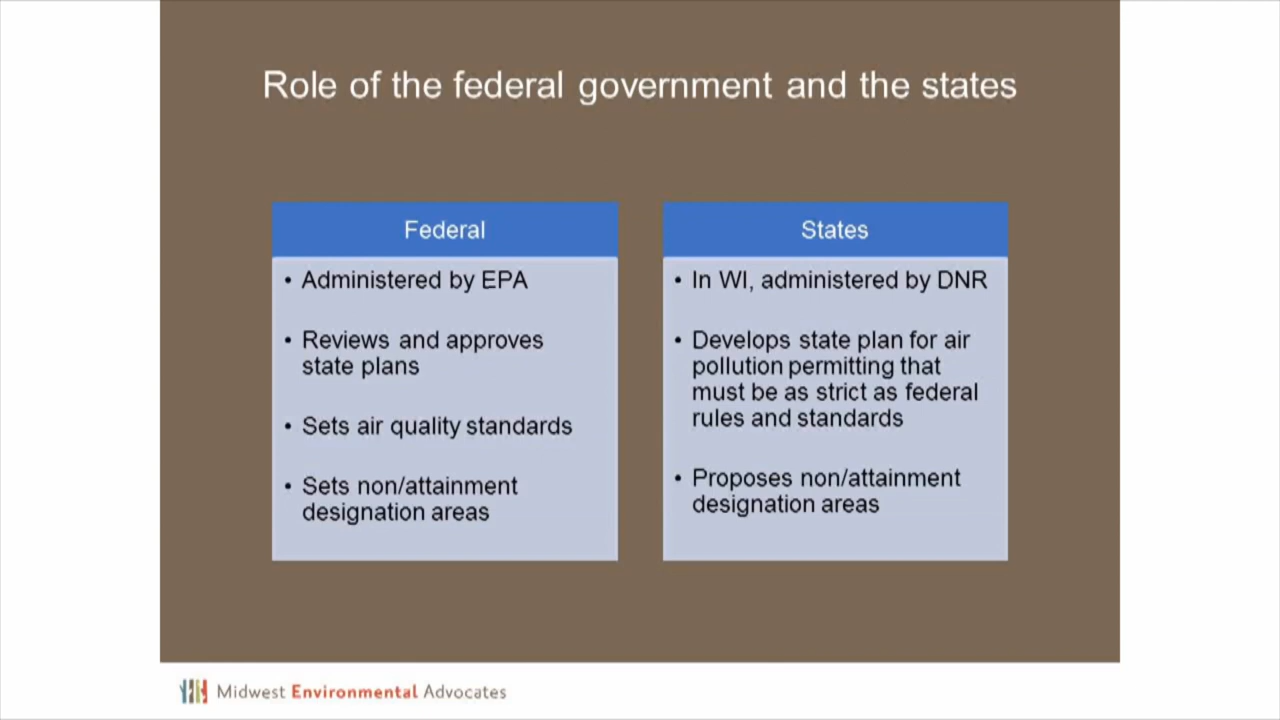 Role of the federal government and the states
Federal
• Administered by EPA
• Reviews and approves
state plans
• Sets air quality standards
• Sets non/attainment
designation areas
States
• In WI, administered by DNR
• Develops state plan for air
pollution permitting that
must be as strict as federal
rules and standards
• Proposes non/attainment
designation areas
Midwest Environmental Advocates